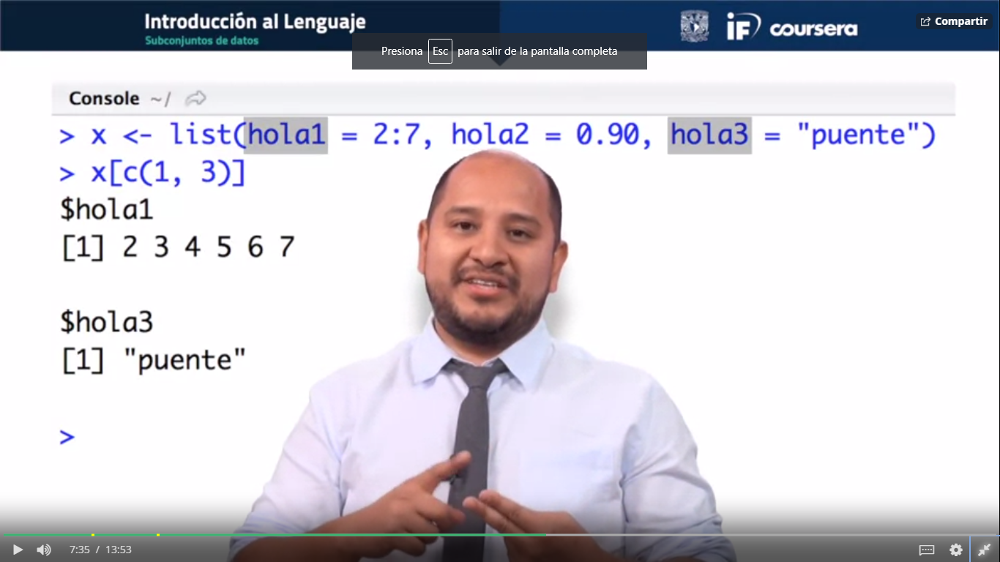 Introducción al Lenguaje
Subconjuntos de datos
iF) coursera
Compartir
Presiona Esc para salir de la pantalla completa
Console ~/
> x <- list(hola1 = 2:7, hola2 = 0.90, hola3 = "puente")
> x[c(1, 3)]
$hola1
[1] 2 3 4 5 6 7
$hola3
[1] "puente"
>
7:35 / 13:53